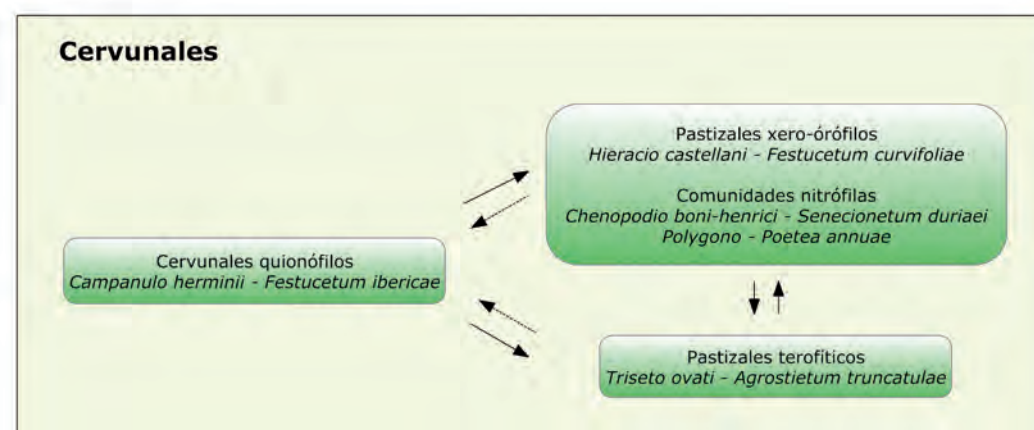 Cervunales
Pastizales xero-órófilos
Hieracio castellani - Festucetum curvifoliae
Comunidades nitrófilas
Chenopodio boni-henrici - Senecionetum duriaei
Polygono - Poetea annuae
Cervunales quionófilos
Campanulo herminii - Festucetum ibericae
Pastizales terofíticos
Triseto ovati - Agrostietum truncatulae